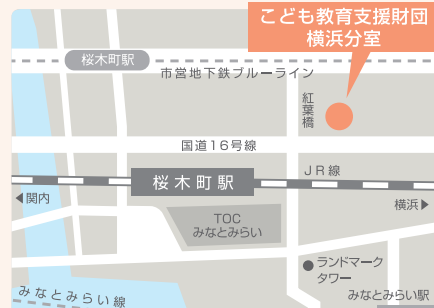 こども教育支援財団
横浜分室
桜木町駅
市営地下鉄ブルーライン
紅葉橋
国道16号線
JR線
桜木町駅
◀関内
横浜▶
TOC
みなとみらい
ランドマーク
タワー
みなとみらい線
みなとみらい駅